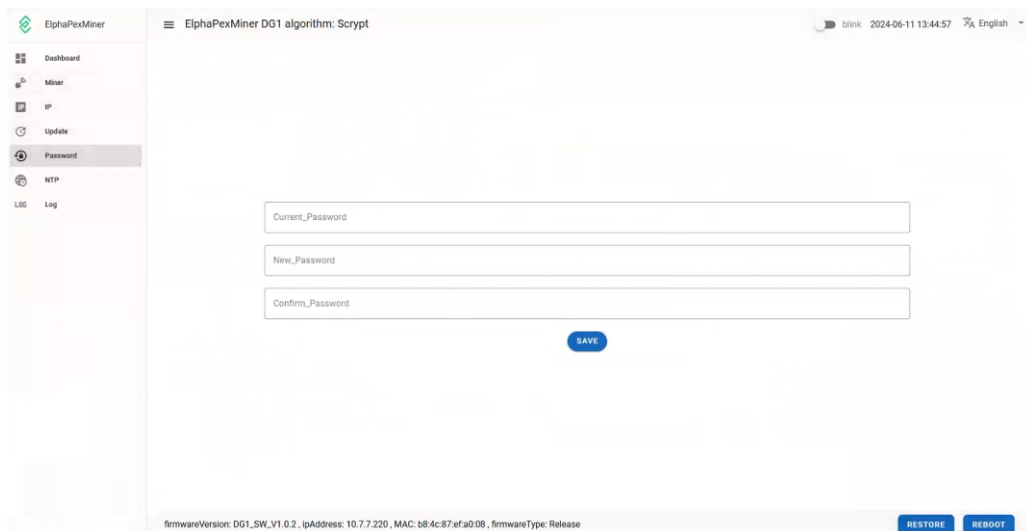 ElphaPexMiner
ElphaPexMiner DG1 algorithm: Scrypt
blink 2024-06-11 13:44:57 English
Dashboard
Miner
IP
Update
Password
NTP
LOG Log
Current_Password
New_Password
Confirm_Password
SAVE
firmwareVersion: DG1_SW_V1.0.2 , ipAddress: 10.7.7.220 , MAC: b8:4c:87:ef:a0:08 , firmwareType: Release
RESTORE REBOOT